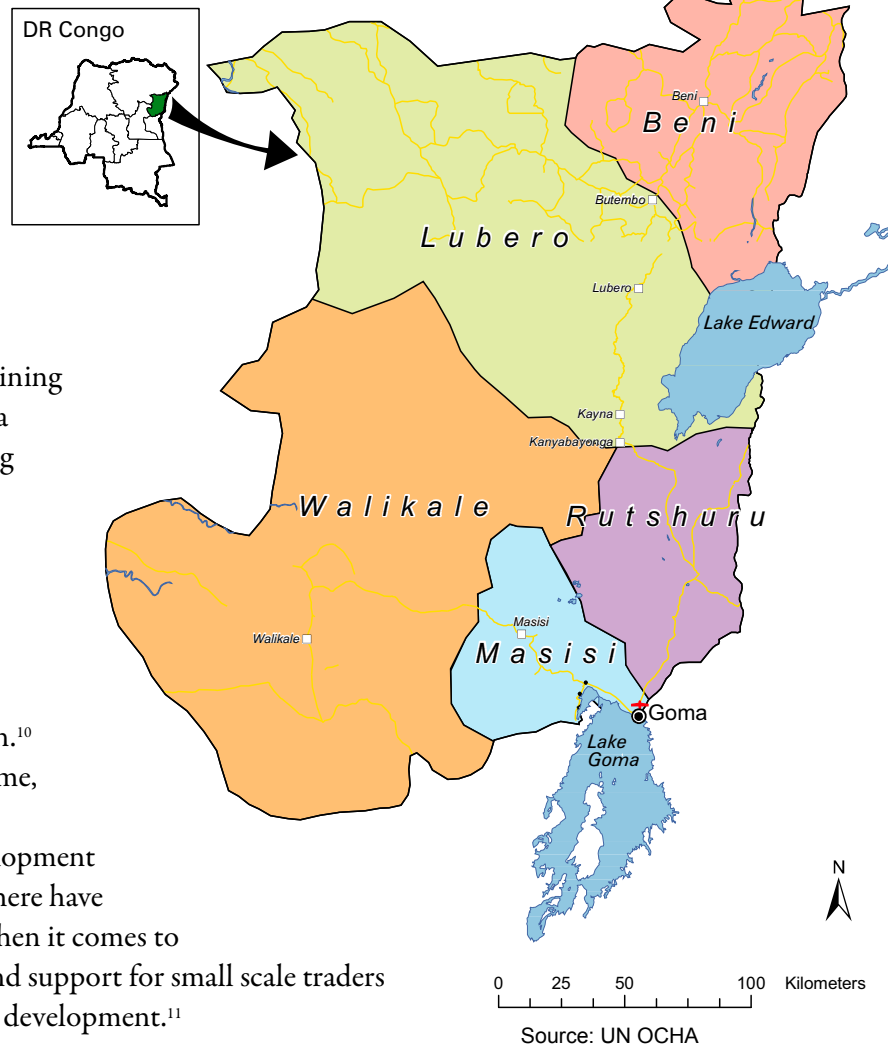 DR Congo
Beni
Beni
Butembo
Lubero
Lubero
Lake Edward
Kayna
Kanyabayonga
Walikale
Rutshuru
Masisi
Walikale
Masisi
Goma
Lake
Goma
N
0 25 50 100 Kilometers
Source: UN OCHA
ining
a
g
n.¹⁰
me,
lopment
here have
hen it comes to
nd support for small scale traders
development.¹¹